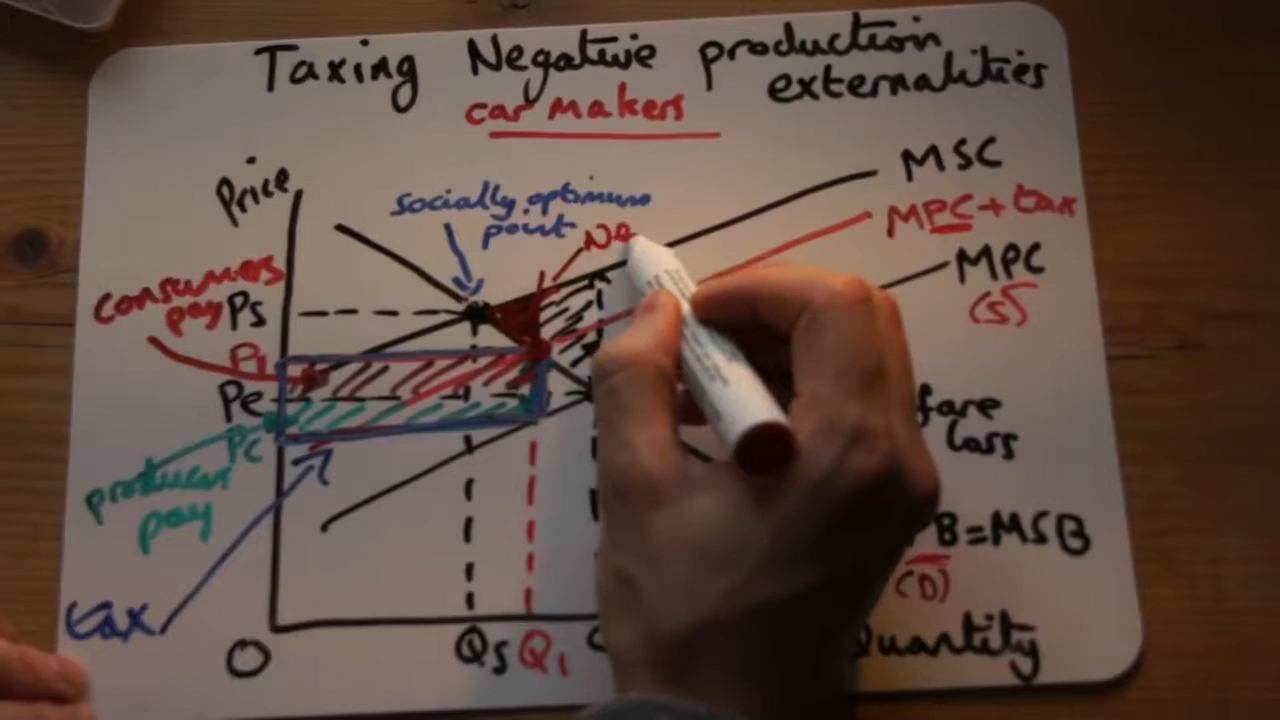 Taxing Negative production
externalities
car makers
Price
socially optimum
point
MSC
MPC + tax
MPC
(S)
consumers
pay
Ps
P1
Pe
Pc
producers
pay
tax
fare
loss
B=MSB
(D)
O
Qs
Q1
Quantity